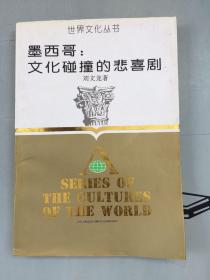 世界文化丛书
墨西哥：
文化碰撞的悲喜剧
刘文龙著
SERIES OF
THE CULTURES
OF THE WORLD